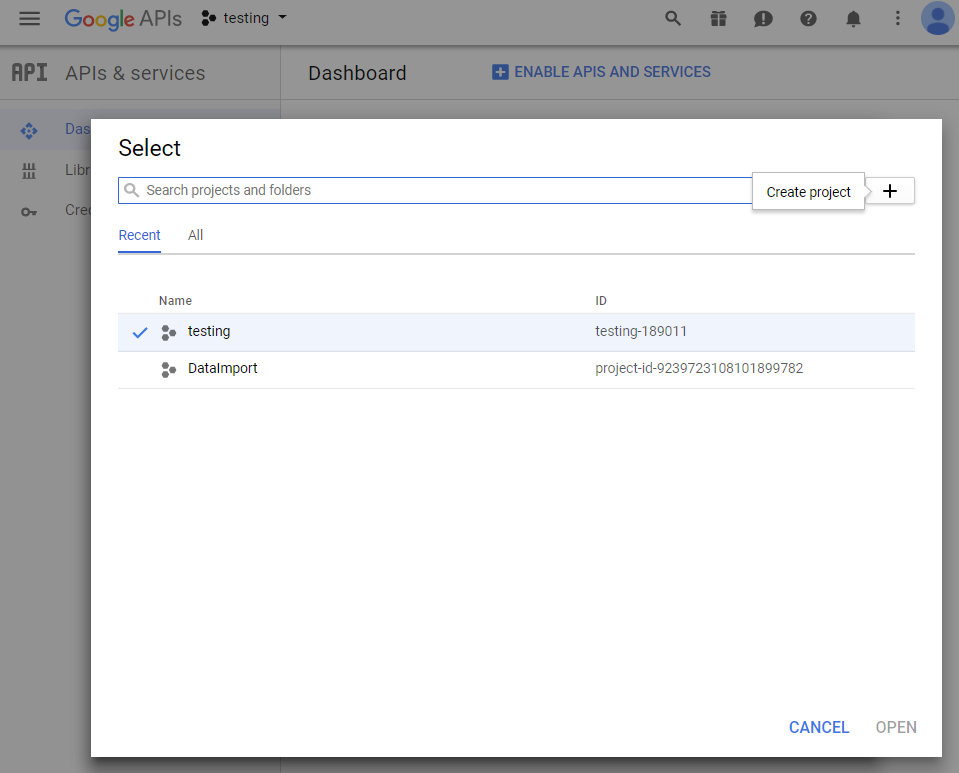 Google APIs testing
API APIs & services Dashboard ENABLE APIS AND SERVICES
Das
Select
Libr
Search projects and folders Create project
Cre
Recent All
Name ID
testing testing-189011
DataImport project-id-9239723108101899782
CANCEL OPEN